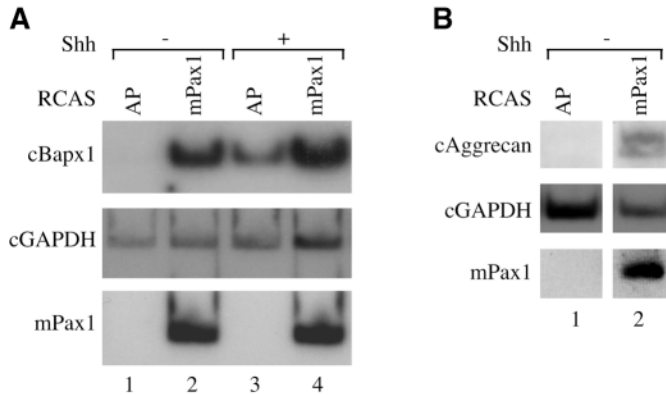 A
Shh - +
RCAS AP mPax1 AP mPax1
cBapx1
cGAPDH
mPax1
1 2 3 4
B
Shh -
RCAS AP mPax1
cAggrecan
cGAPDH
mPax1
1 2